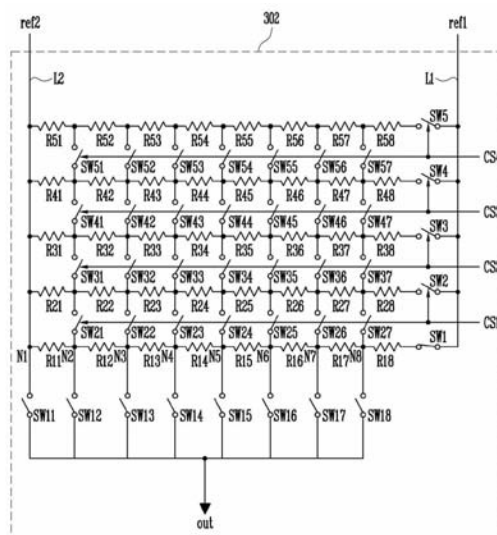 ref2 302 ref1
L2 L1
SW5
R51 R52 R53 R54 R55 R56 R57 R58
SW51 SW52 SW53 SW54 SW55 SW56 SW57
SW4
R41 R42 R43 R44 R45 R46 R47 R48
SW41 SW42 SW43 SW44 SW45 SW46 SW47
SW3
R31 R32 R33 R34 R35 R36 R37 R38
SW31 SW32 SW33 SW34 SW35 SW36 SW37
SW2
R21 R22 R23 R24 R25 R26 R27 R28
SW21 SW22 SW23 SW24 SW25 SW26 SW27
N1 N2 N3 N4 N5 N6 N7 N8 SW1
R11 R12 R13 R14 R15 R16 R17 R18
SW11 SW12 SW13 SW14 SW15 SW16 SW17 SW18
out